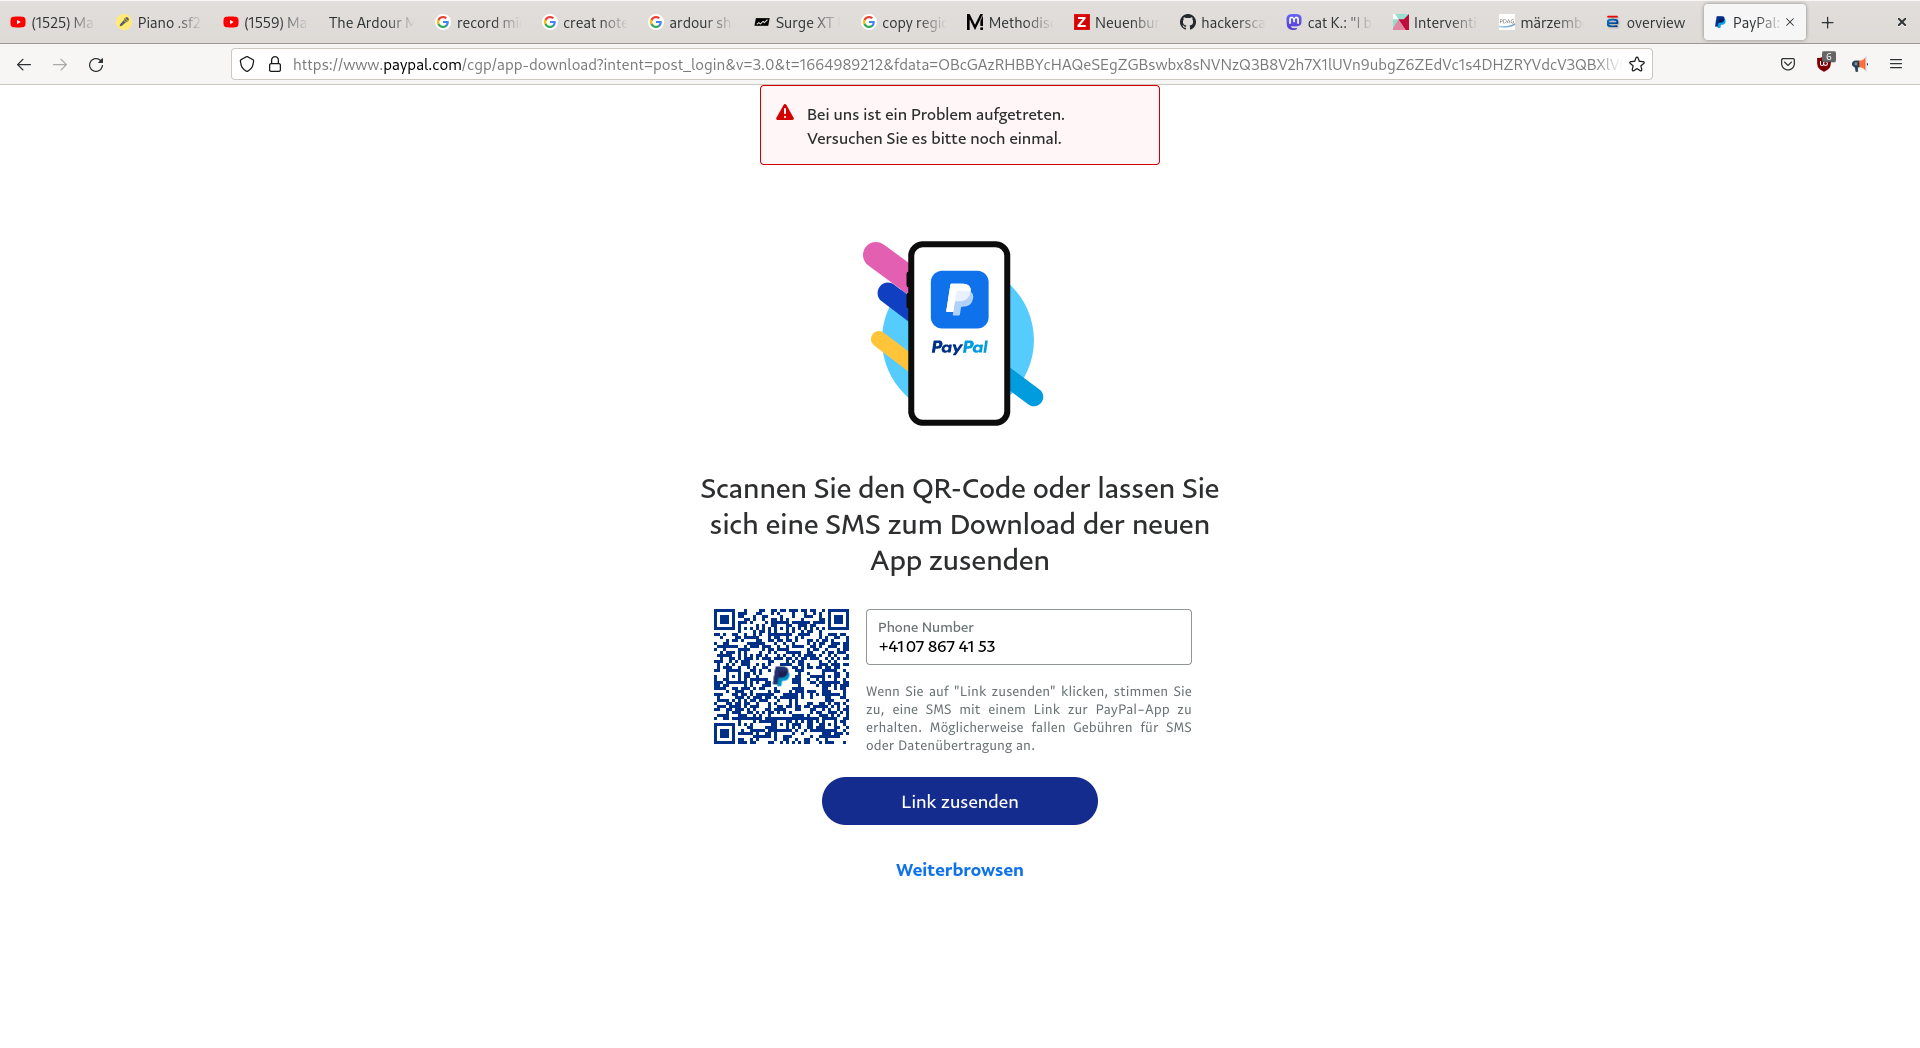 (1525) Ma
Piano .sf2
(1559) Ma
The Ardour M
record mi
creat note
ardour sh
Surge XT
copy regi
Methodis
Neuenbu
hackersca
cat K.: "I b
Interventi
märzemb
overview
PayPal:
https://www.paypal.com/cgp/app-download?intent=post_login&v=3.0&t=1664989212&fdata=OBcGAzRHBBYcHAQeSEgZGBswbx8sNVNzQ3B8V2h7X1lUVn9ubgZ6ZEdVc1s4DHZRYVdcV3QBXlV
6
Bei uns ist ein Problem aufgetreten.
Versuchen Sie es bitte noch einmal.
PayPal
Scannen Sie den QR-Code oder lassen Sie
sich eine SMS zum Download der neuen
App zusenden
Phone Number
+4107 867 41 53
Wenn Sie auf "Link zusenden" klicken, stimmen Sie
zu, eine SMS mit einem Link zur PayPal-App zu
erhalten. Möglicherweise fallen Gebühren für SMS
oder Datenübertragung an.
Link zusenden
Weiterbrowsen